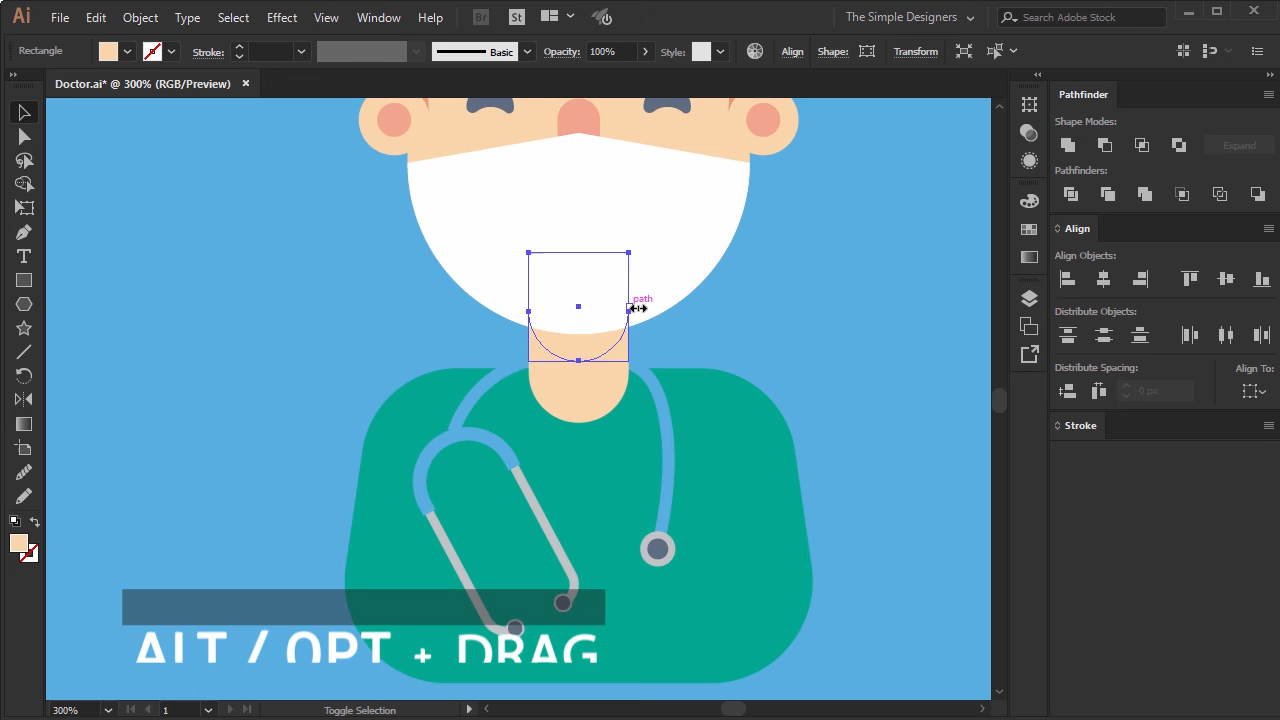 Ai File Edit Object Type Select Effect View Window Help Br St The Simple Designers Search Adobe Stock
Rectangle Stroke: Basic Opacity: 100% Style: Align Shape: Transform
Doctor.ai* @ 300% (RGB/Preview) ×
Pathfinder
Shape Modes:
Expand
Pathfinders:
Align
Align Objects:
Distribute Objects:
Distribute Spacing: Align To:
0 px
Stroke
path
ALT / OPT + DRAG
300% 1 Toggle Selection